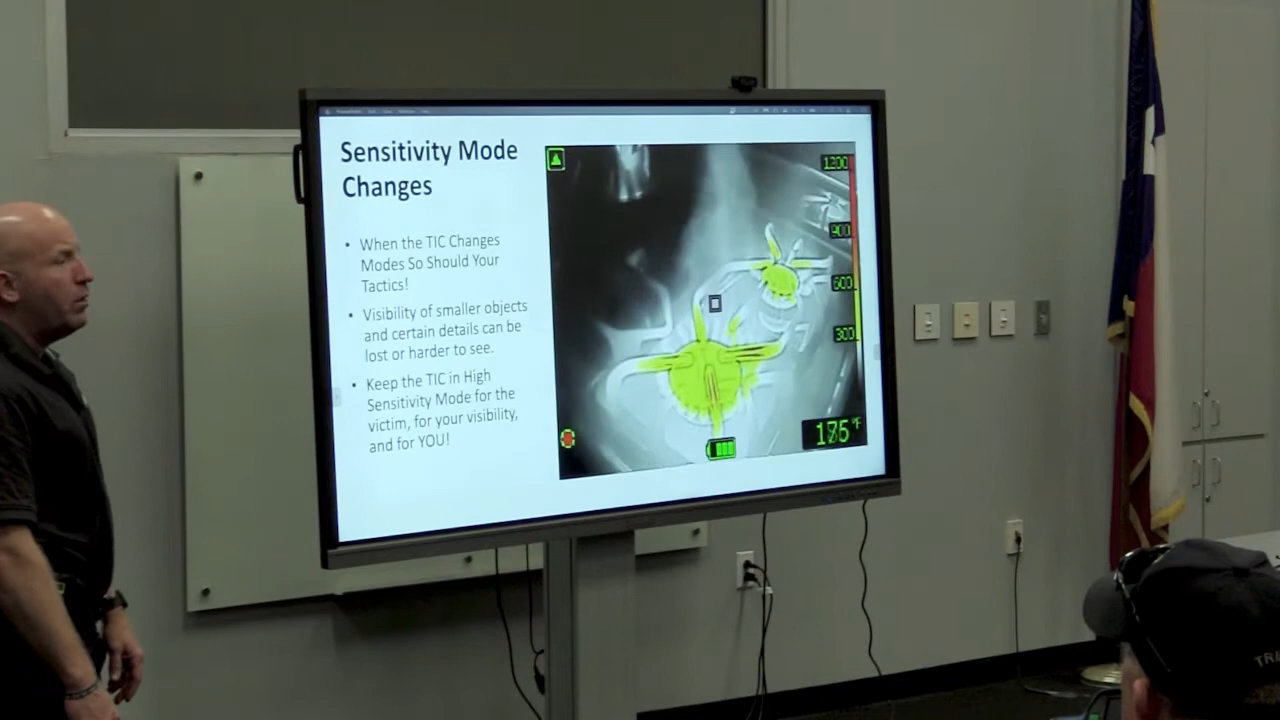 Sensitivity Mode
Changes
• When the TIC Changes
Modes So Should Your
Tactics!
• Visibility of smaller objects
and certain details can be
lost or harder to see.
• Keep the TIC in High
Sensitivity Mode for the
victim, for your visibility,
and for YOU!
1200
900
600
300
°F
TRA